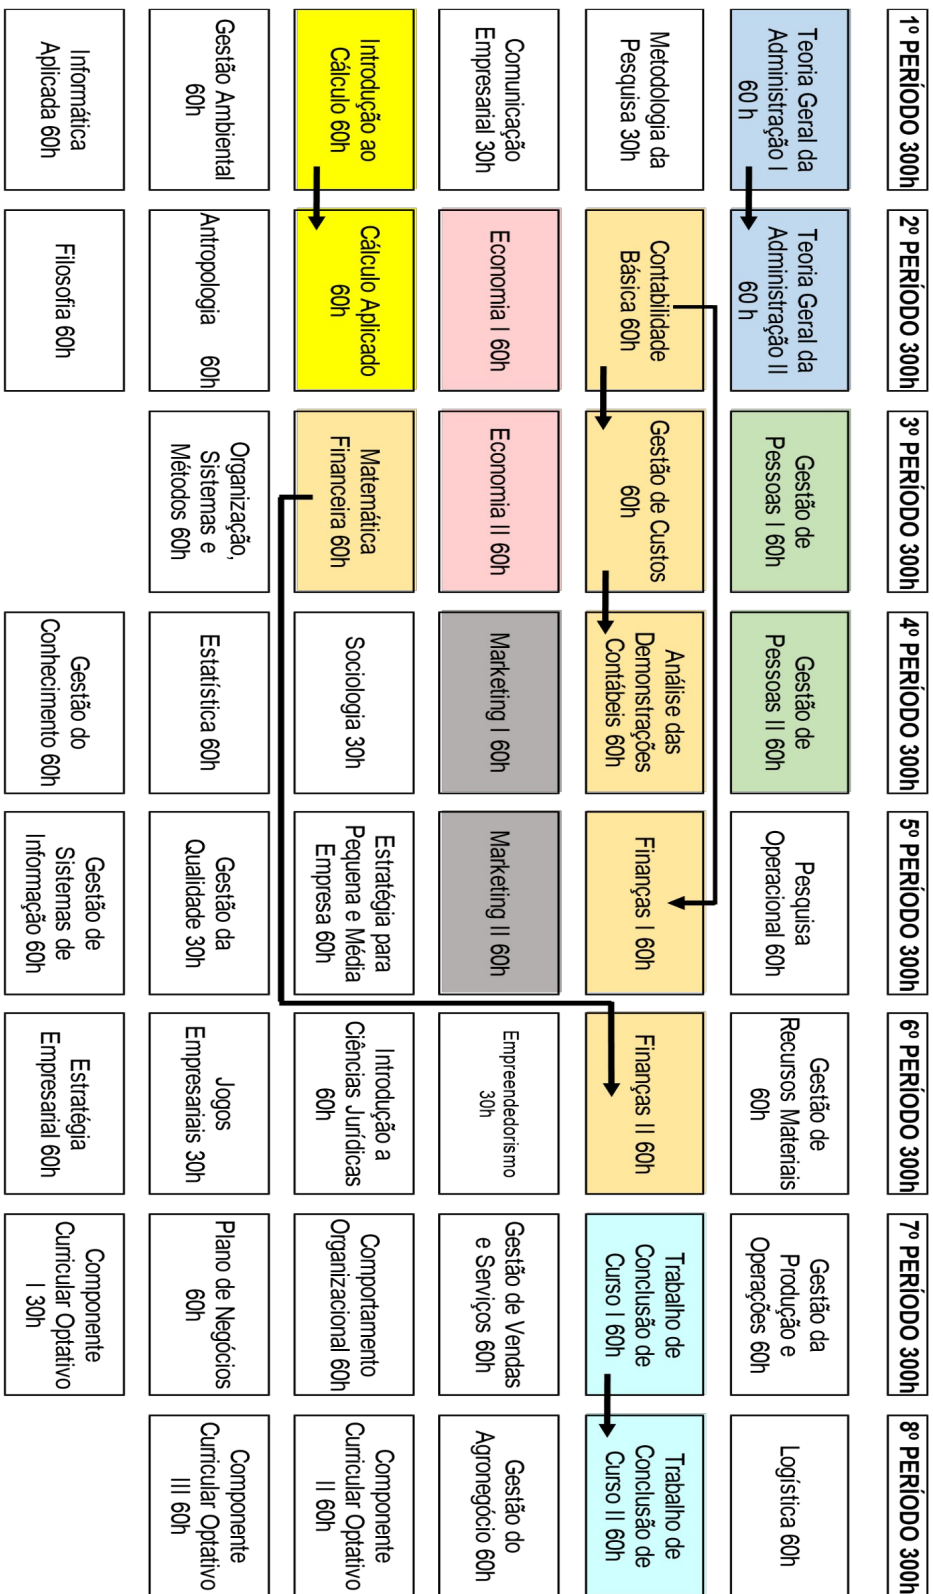 1º PERÍODO 300h
Teoria Geral da
Administração I
60 h
Metodologia da
Pesquisa 30h
Comunicação
Empresarial 30h
Introdução ao
Cálculo 60h
Gestão Ambiental
60h
Informática
Aplicada 60h
2º PERÍODO 300h
Teoria Geral da
Administração II
60 h
Contabilidade
Básica 60h
Economia I 60h
Cálculo Aplicado
60h
Antropologia 60h
Filosofia 60h
3º PERÍODO 300h
Gestão de
Pessoas I 60h
Gestão de Custos
60h
Economia II 60h
Matemática
Financeira 60h
Organização,
Sistemas e
Métodos 60h
4º PERÍODO 300h
Gestão de
Pessoas II 60h
Análise das
Demonstrações
Contábeis 60h
Marketing I 60h
Sociologia 30h
Estatística 60h
Gestão do
Conhecimento 60h
5º PERÍODO 300h
Pesquisa
Operacional 60h
Finanças I 60h
Marketing II 60h
Estratégia para
Pequena e Média
Empresa 60h
Gestão da
Qualidade 30h
Gestão de
Sistemas de
Informação 60h
6º PERÍODO 300h
Gestão de
Recursos Materiais
60h
Finanças II 60h
Empreendedorismo
30h
Introdução a
Ciências Jurídicas
60h
Jogos
Empresariais 30h
Estratégia
Empresarial 60h
7º PERÍODO 300h
Gestão da
Produção e
Operações 60h
Trabalho de
Conclusão de
Curso I 60h
Gestão de Vendas
e Serviços 60h
Comportamento
Organizacional 60h
Plano de Negócios
60h
Componente
Curricular Optativo
I 30h
8º PERÍODO 300h
Logística 60h
Trabalho de
Conclusão de
Curso II 60h
Gestão do
Agronegócio 60h
Componente
Curricular Optativo
II 60h
Componente
Curricular Optativo
III 60h